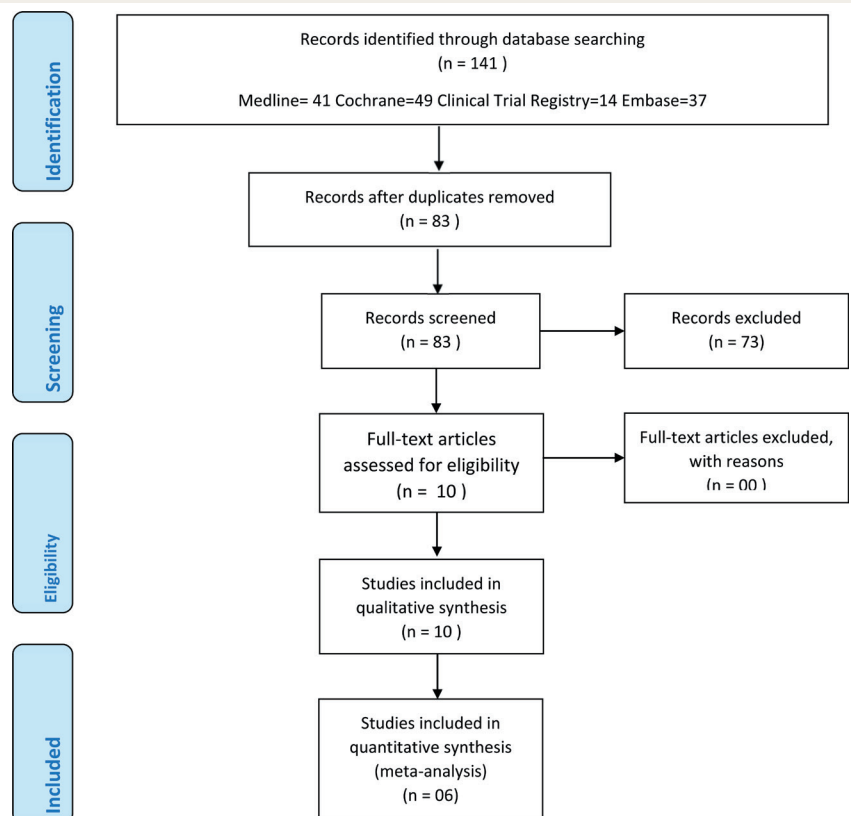 Identification
Records identified through database searching
(n = 141 )
Medline= 41 Cochrane=49 Clinical Trial Registry=14 Embase=37
Records after duplicates removed
(n = 83 )
Screening
Records screened
(n = 83 )
Records excluded
(n = 73)
Eligibility
Full-text articles
assessed for eligibility
(n =  10 )
Full-text articles excluded,
with reasons
(n = 00 )
Studies included in
qualitative synthesis
(n = 10 )
Included
Studies included in
quantitative synthesis
(meta-analysis)
(n = 06)